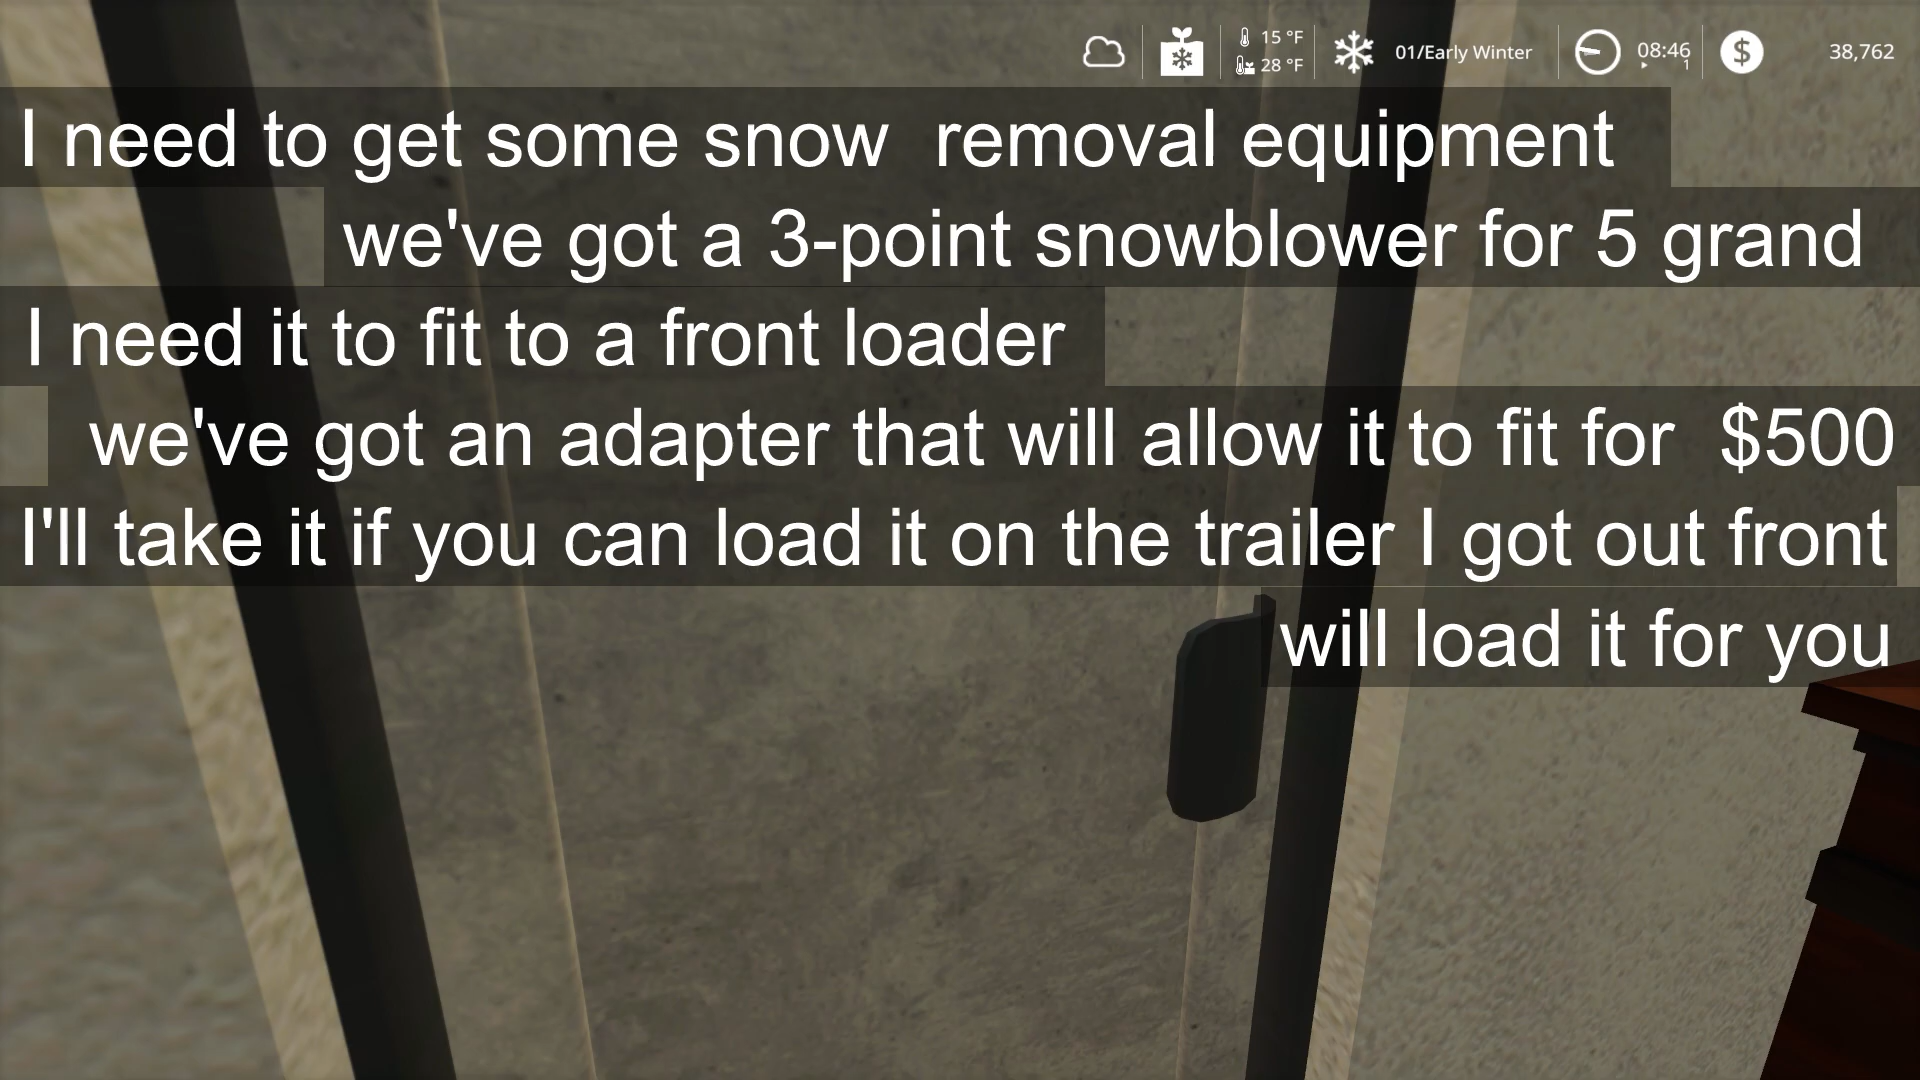 15 °F
28 °F
01/Early Winter
08:46
1
$
38,762
I need to get some snow  removal equipment
we've got a 3-point snowblower for 5 grand
I need it to fit to a front loader
we've got an adapter that will allow it to fit for  $500
I'll take it if you can load it on the trailer I got out front
will load it for you